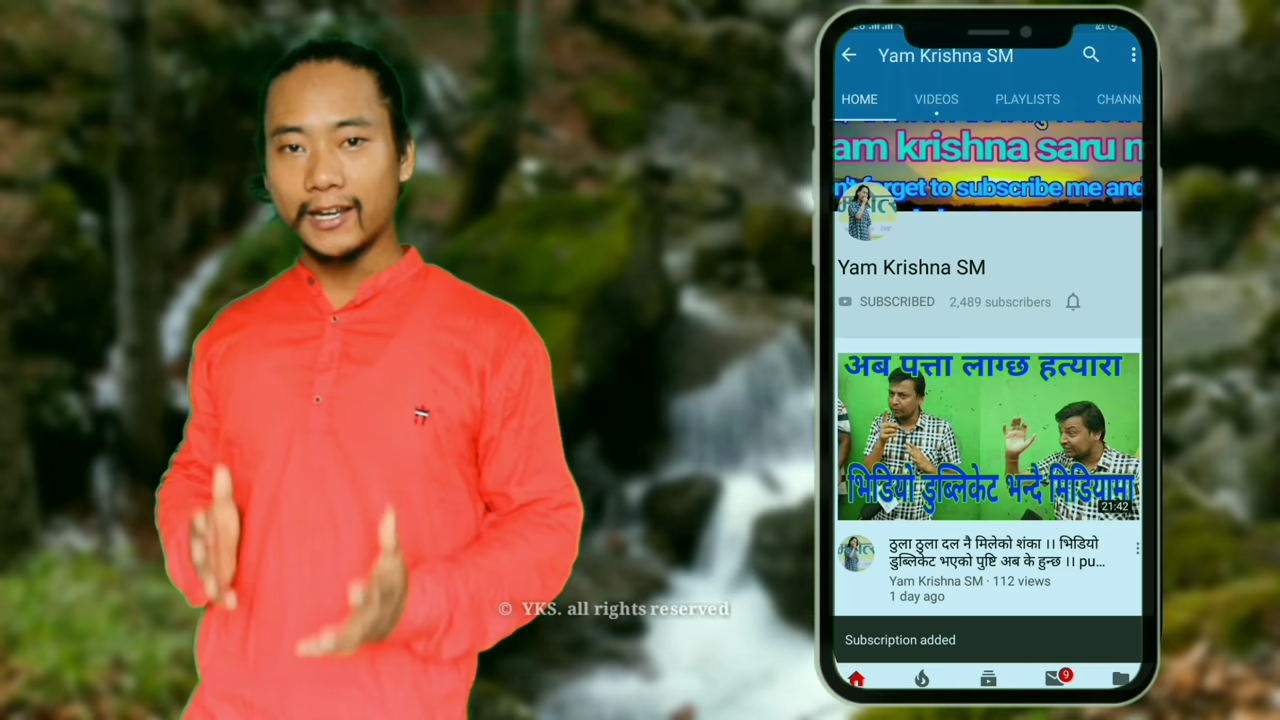 Yam Krishna SM
HOME VIDEOS PLAYLISTS CHANN
am krishna saru m
n't forget to subscribe me and
Yam Krishna SM
SUBSCRIBED 2,489 subscribers
अब पत्ता लाग्छ हत्यारा
भिडियो डुब्लिकेट भन्दै मिडियामा
21:42
ठुला ठुला दल नै मिलेको शंका ।। भिडियो
डुब्लिकेट भएको पुष्टि अब के हुन्छ ।। pu...
Yam Krishna SM · 112 views
1 day ago
© YKS. all rights reserved
Subscription added
9